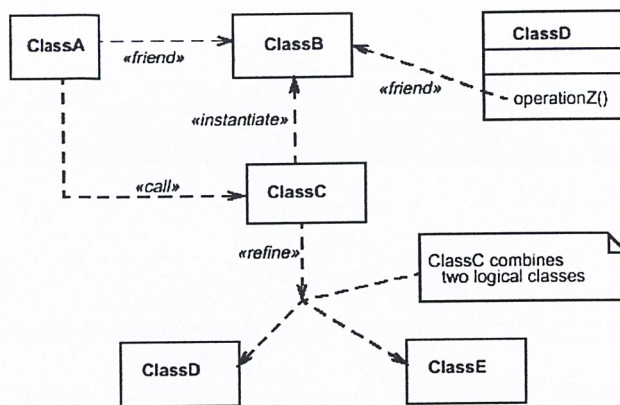 ClassA
«friend»
ClassB
«friend»
ClassD
operationZ()
«instantiate»
«call»
ClassC
«refine»
ClassC combines
two logical classes
ClassD
ClassE